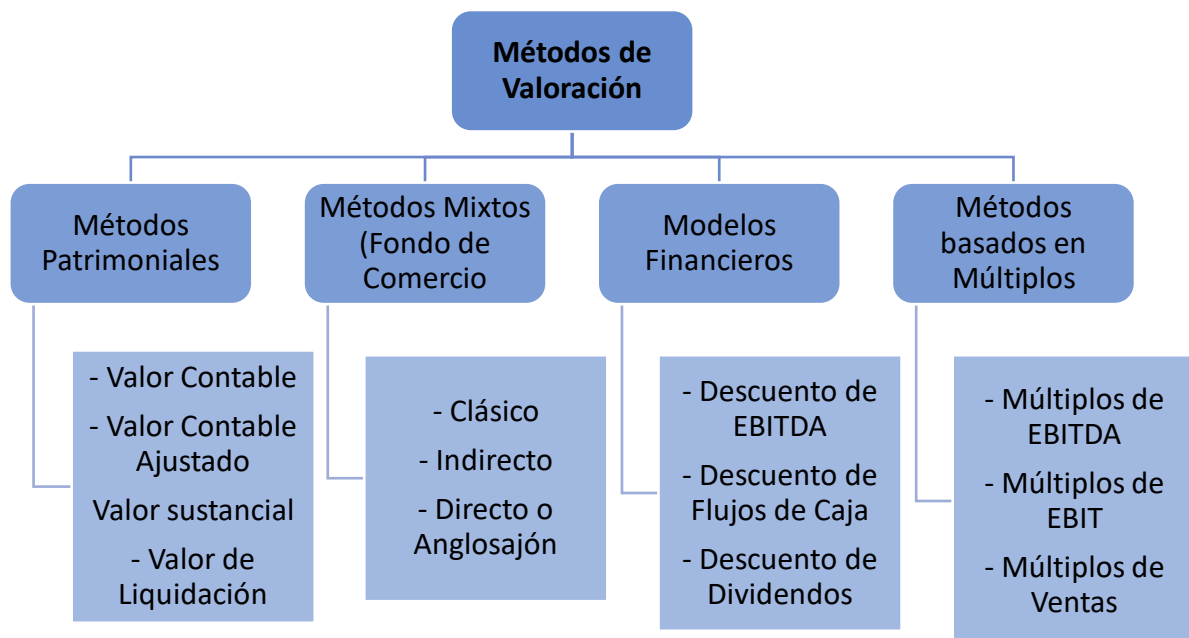 Métodos de
Valoración
Métodos
Patrimoniales
- Valor Contable
- Valor Contable
Ajustado
Valor sustancial
- Valor de
Liquidación
Métodos Mixtos
(Fondo de
Comercio
- Clásico
- Indirecto
- Directo o
Anglosajón
Modelos
Financieros
- Descuento de
EBITDA
- Descuento de
Flujos de Caja
- Descuento de
Dividendos
Métodos
basados en
Múltiplos
- Múltiplos de
EBITDA
- Múltiplos de
EBIT
- Múltiplos de
Ventas